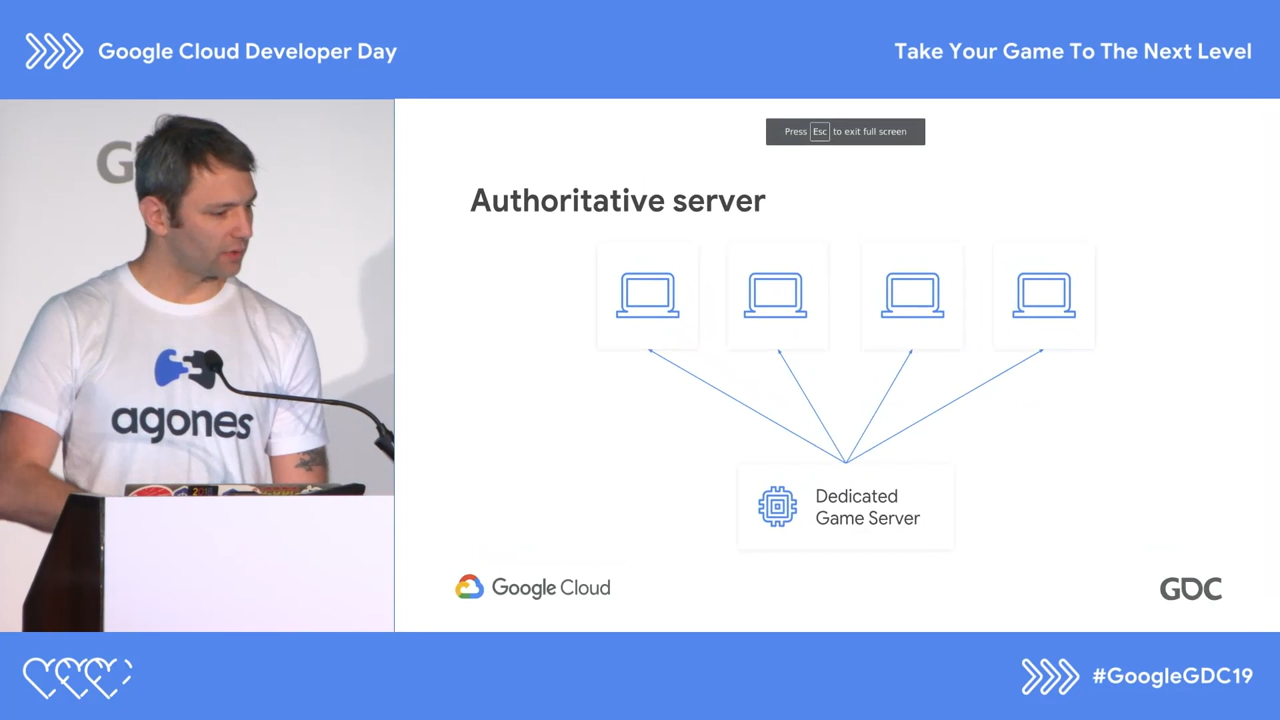 Google Cloud Developer Day
Take Your Game To The Next Level
G
agones
2018
Press Esc to exit full screen
Authoritative server
Dedicated
Game Server
Google Cloud
GDC
#GoogleGDC19